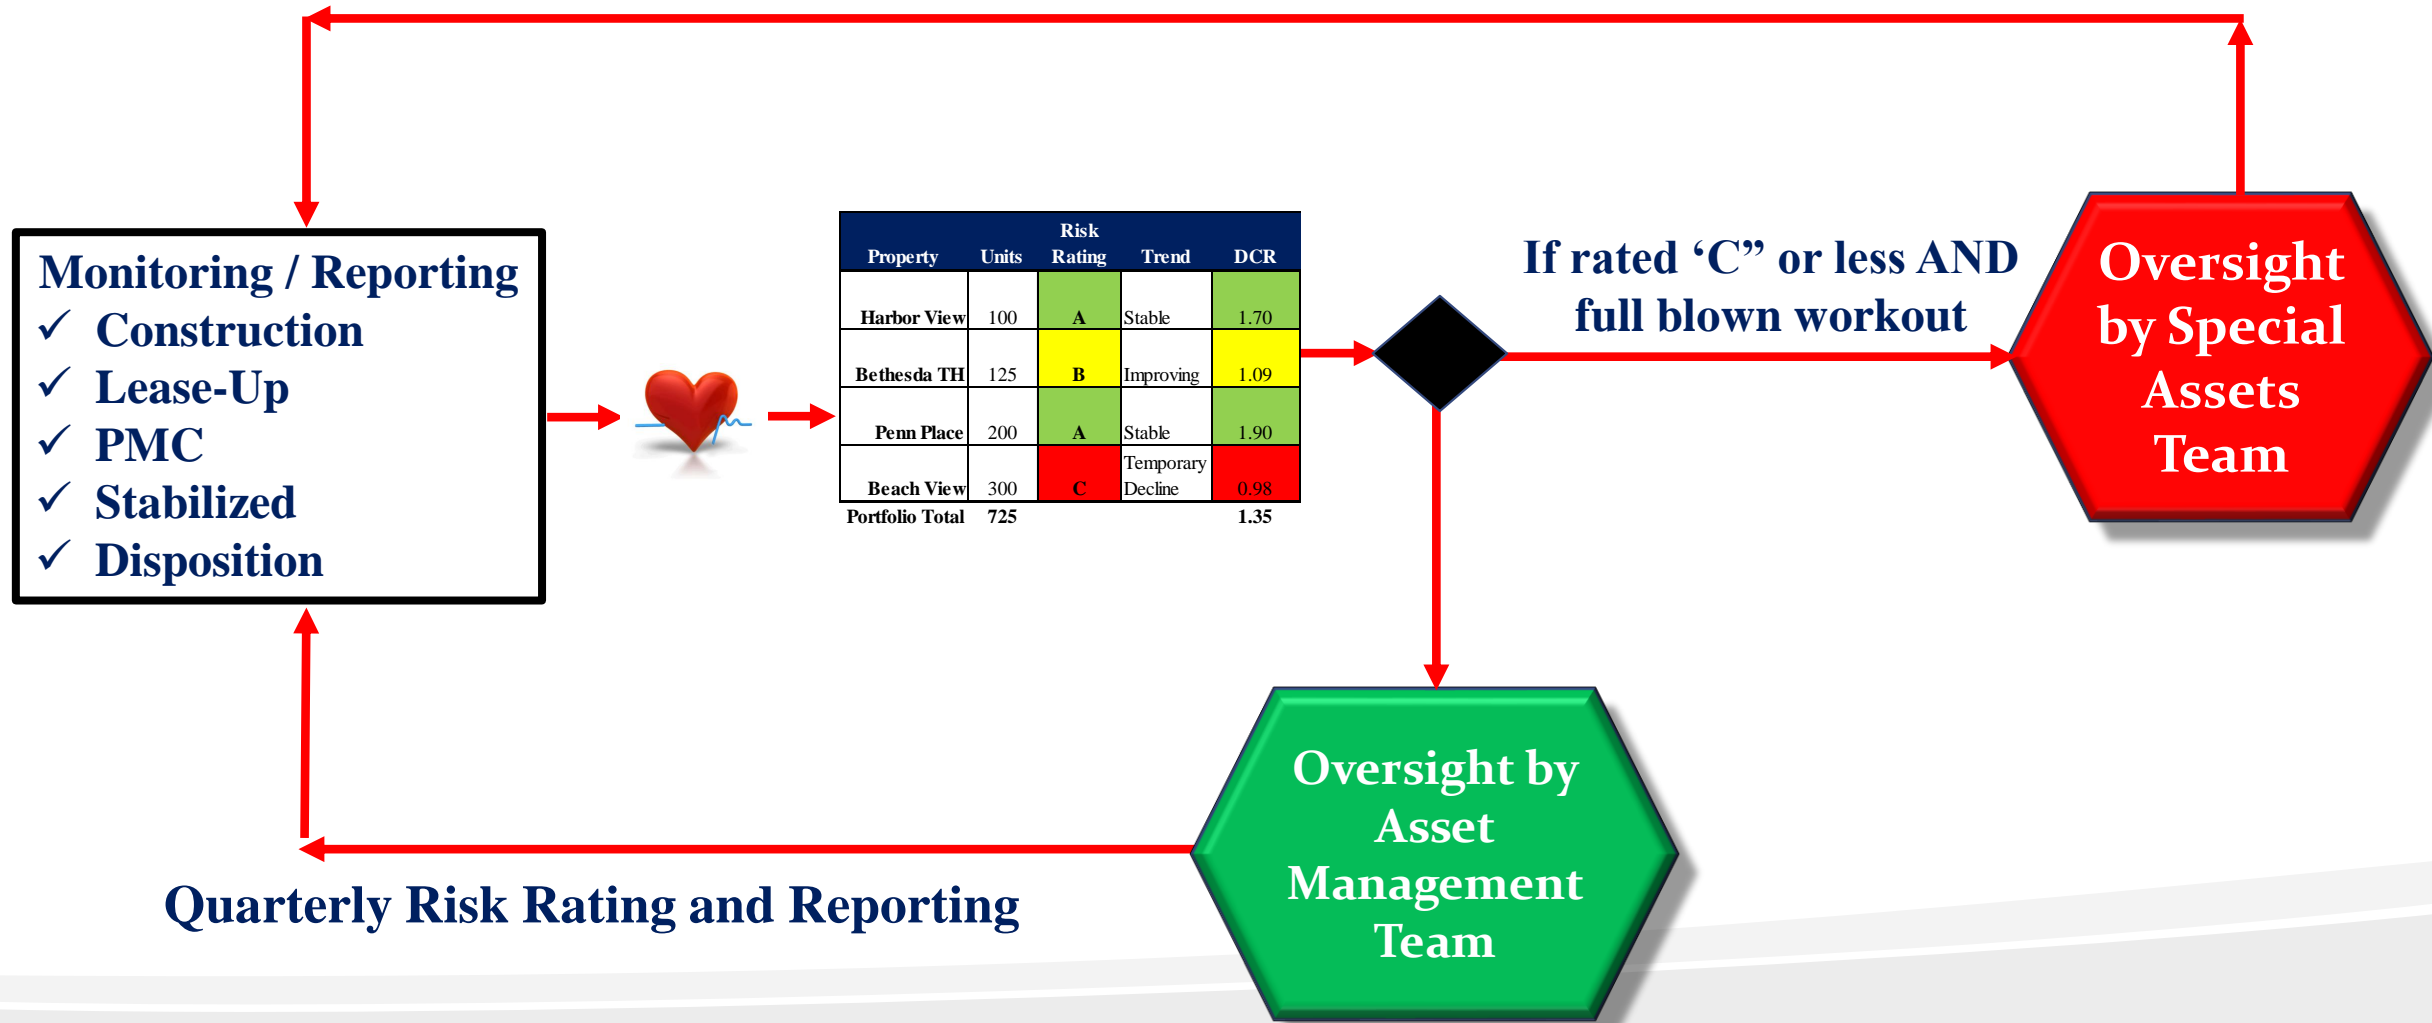 Monitoring / Reporting
✓ Construction
✓ Lease-Up
✓ PMC
✓ Stabilized
✓ Disposition
Property Units Risk Rating Trend DCR
Harbor View 100 A Stable 1.70
Bethesda TH 125 B Improving 1.09
Penn Place 200 A Stable 1.90
Beach View 300 C Temporary Decline 0.98
Portfolio Total 725 1.35
If rated ‘C” or less AND
full blown workout
Oversight
by Special
Assets
Team
Oversight by
Asset
Management
Team
Quarterly Risk Rating and Reporting